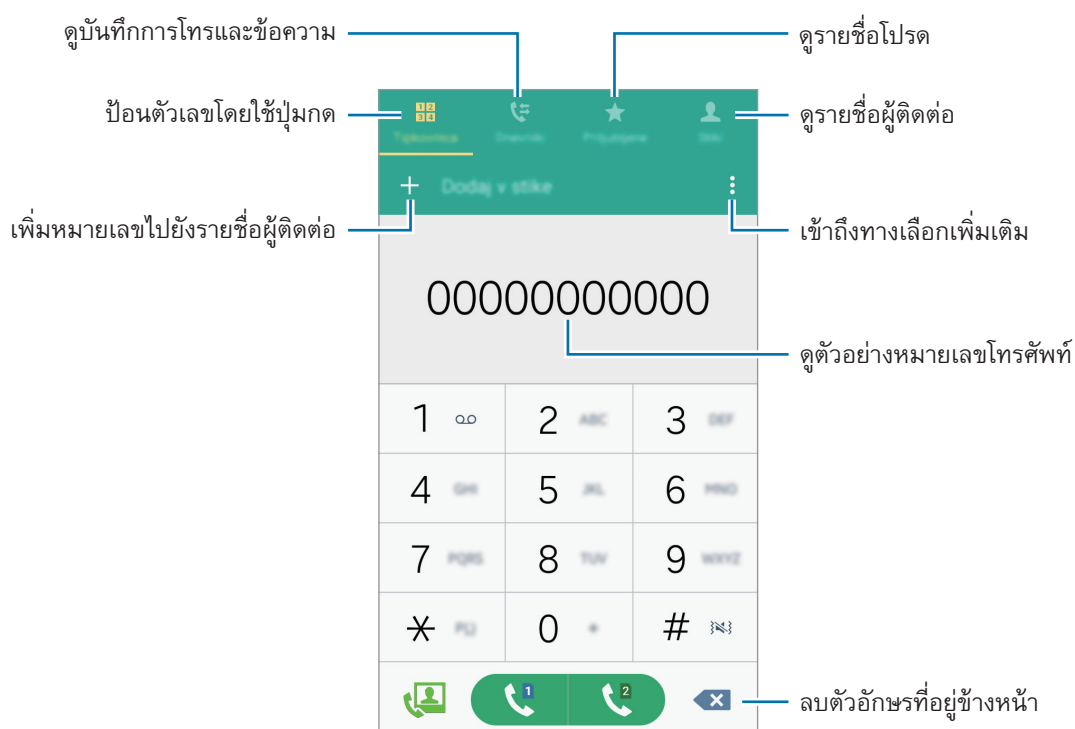 ดูบันทึกการโทรและข้อความ
ดูรายชื่อโปรด
ป้อนตัวเลขโดยใช้ปุ่มกด
ดูรายชื่อผู้ติดต่อ
Tipkovnica Dnevniki Priljubljene Stiki
Dodaj v stike
เพิ่มหมายเลขไปยังรายชื่อผู้ติดต่อ
เข้าถึงทางเลือกเพิ่มเติม
00000000000
ดูตัวอย่างหมายเลขโทรศัพท์
1 2 ABC 3 DEF
4 GHI 5 JKL 6 MNO
7 PQRS 8 TUV 9 WXYZ
* 0 + #
1 2
ลบตัวอักษรที่อยู่ข้างหน้า